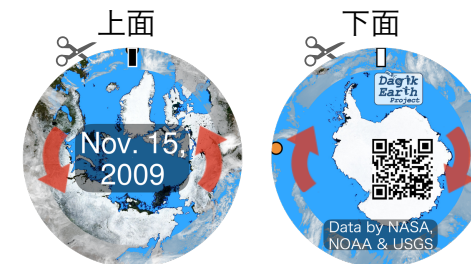 上面
下面
Nov. 15,
2009
Dagik
Earth
Project
Data by NASA,
NOAA & USGS